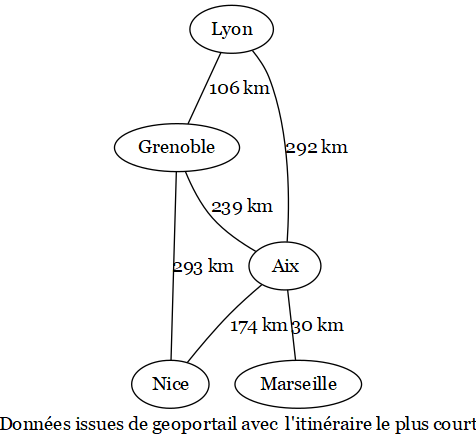 Lyon
106 km
Grenoble
292 km
239 km
293 km
Aix
174 km
30 km
Nice
Marseille
Données issues de geoportail avec l'itinéraire le plus court